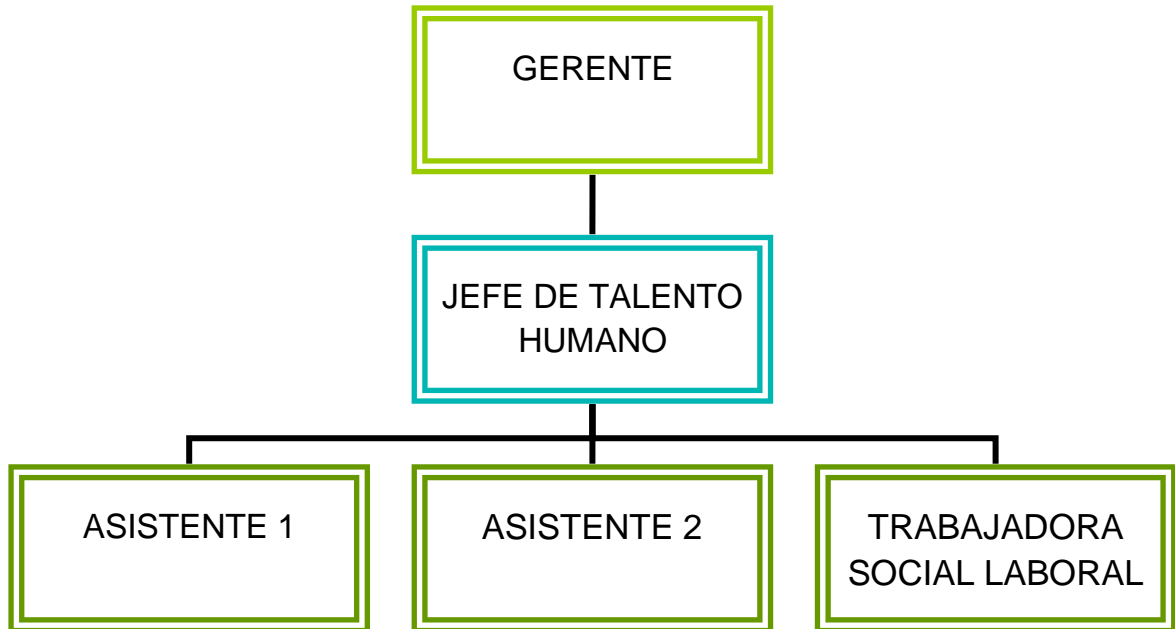 GERENTE
JEFE DE TALENTO
HUMANO
ASISTENTE 1
ASISTENTE 2
TRABAJADORA
SOCIAL LABORAL